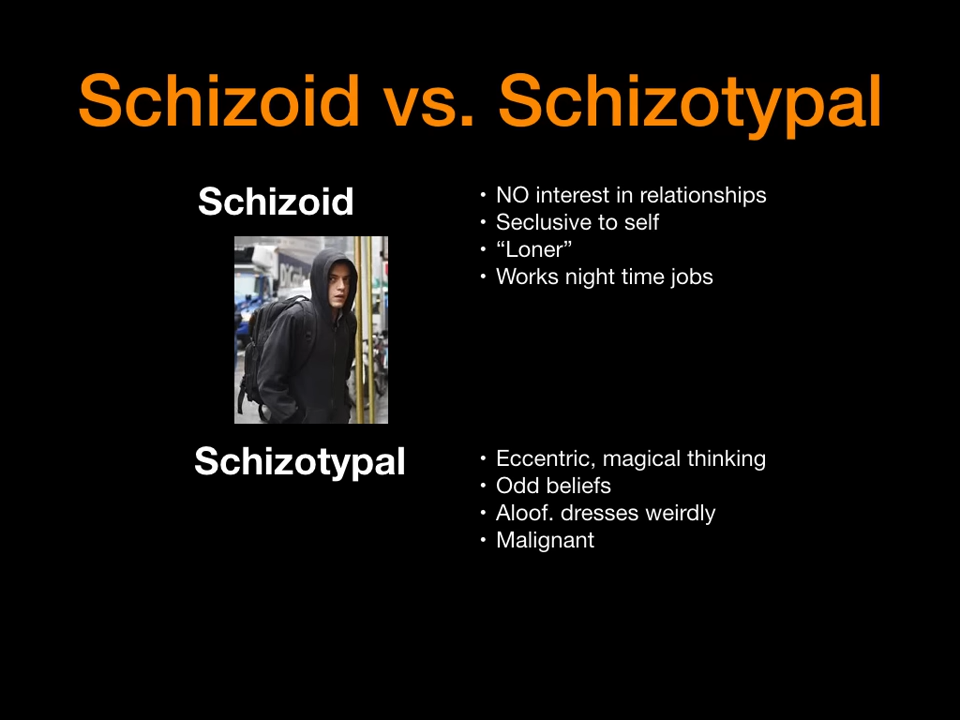 Schizoid vs. Schizotypal
Schizoid
• NO interest in relationships
• Seclusive to self
• “Loner”
• Works night time jobs
Schizotypal
• Eccentric, magical thinking
• Odd beliefs
• Aloof. dresses weirdly
• Malignant